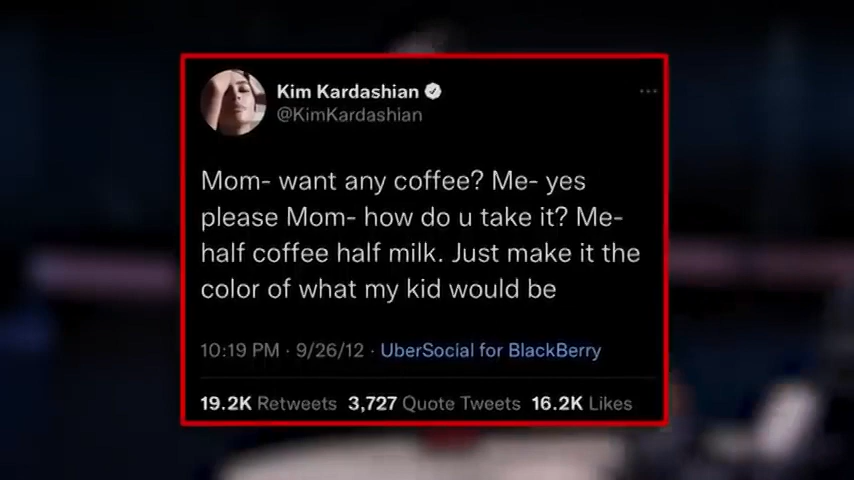 Kim Kardashian
@KimKardashian
Mom- want any coffee? Me- yes
please Mom- how do u take it? Me-
half coffee half milk. Just make it the
color of what my kid would be
10:19 PM · 9/26/12 · UberSocial for BlackBerry
19.2K Retweets 3,727 Quote Tweets 16.2K Likes